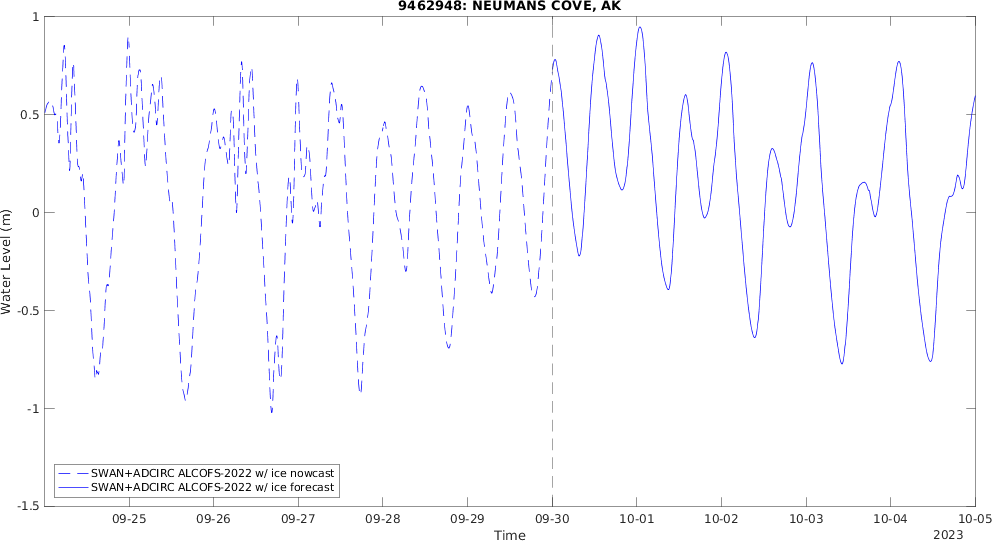 9462948: NEUMANS COVE, AK
Water Level (m)
1
0.5
0
-0.5
-1
-1.5
SWAN+ADCIRC ALCOFS-2022 w/ ice nowcast
SWAN+ADCIRC ALCOFS-2022 w/ ice forecast
09-25 09-26 09-27 09-28 09-29 09-30 10-01 10-02 10-03 10-04 10-05
Time
2023